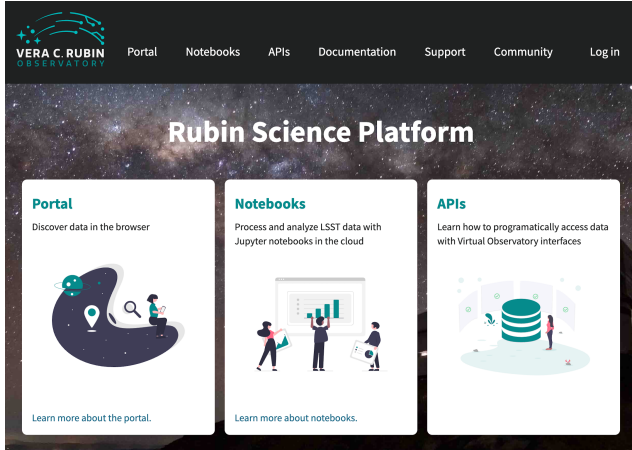 VERA C. RUBIN
OBSERVATORY
Portal
Notebooks
APIs
Documentation
Support
Community
Log in
Rubin Science Platform
Portal
Discover data in the browser
Learn more about the portal.
Notebooks
Process and analyze LSST data with
Jupyter notebooks in the cloud
Learn more about notebooks.
APIs
Learn how to programatically access data
with Virtual Observatory interfaces